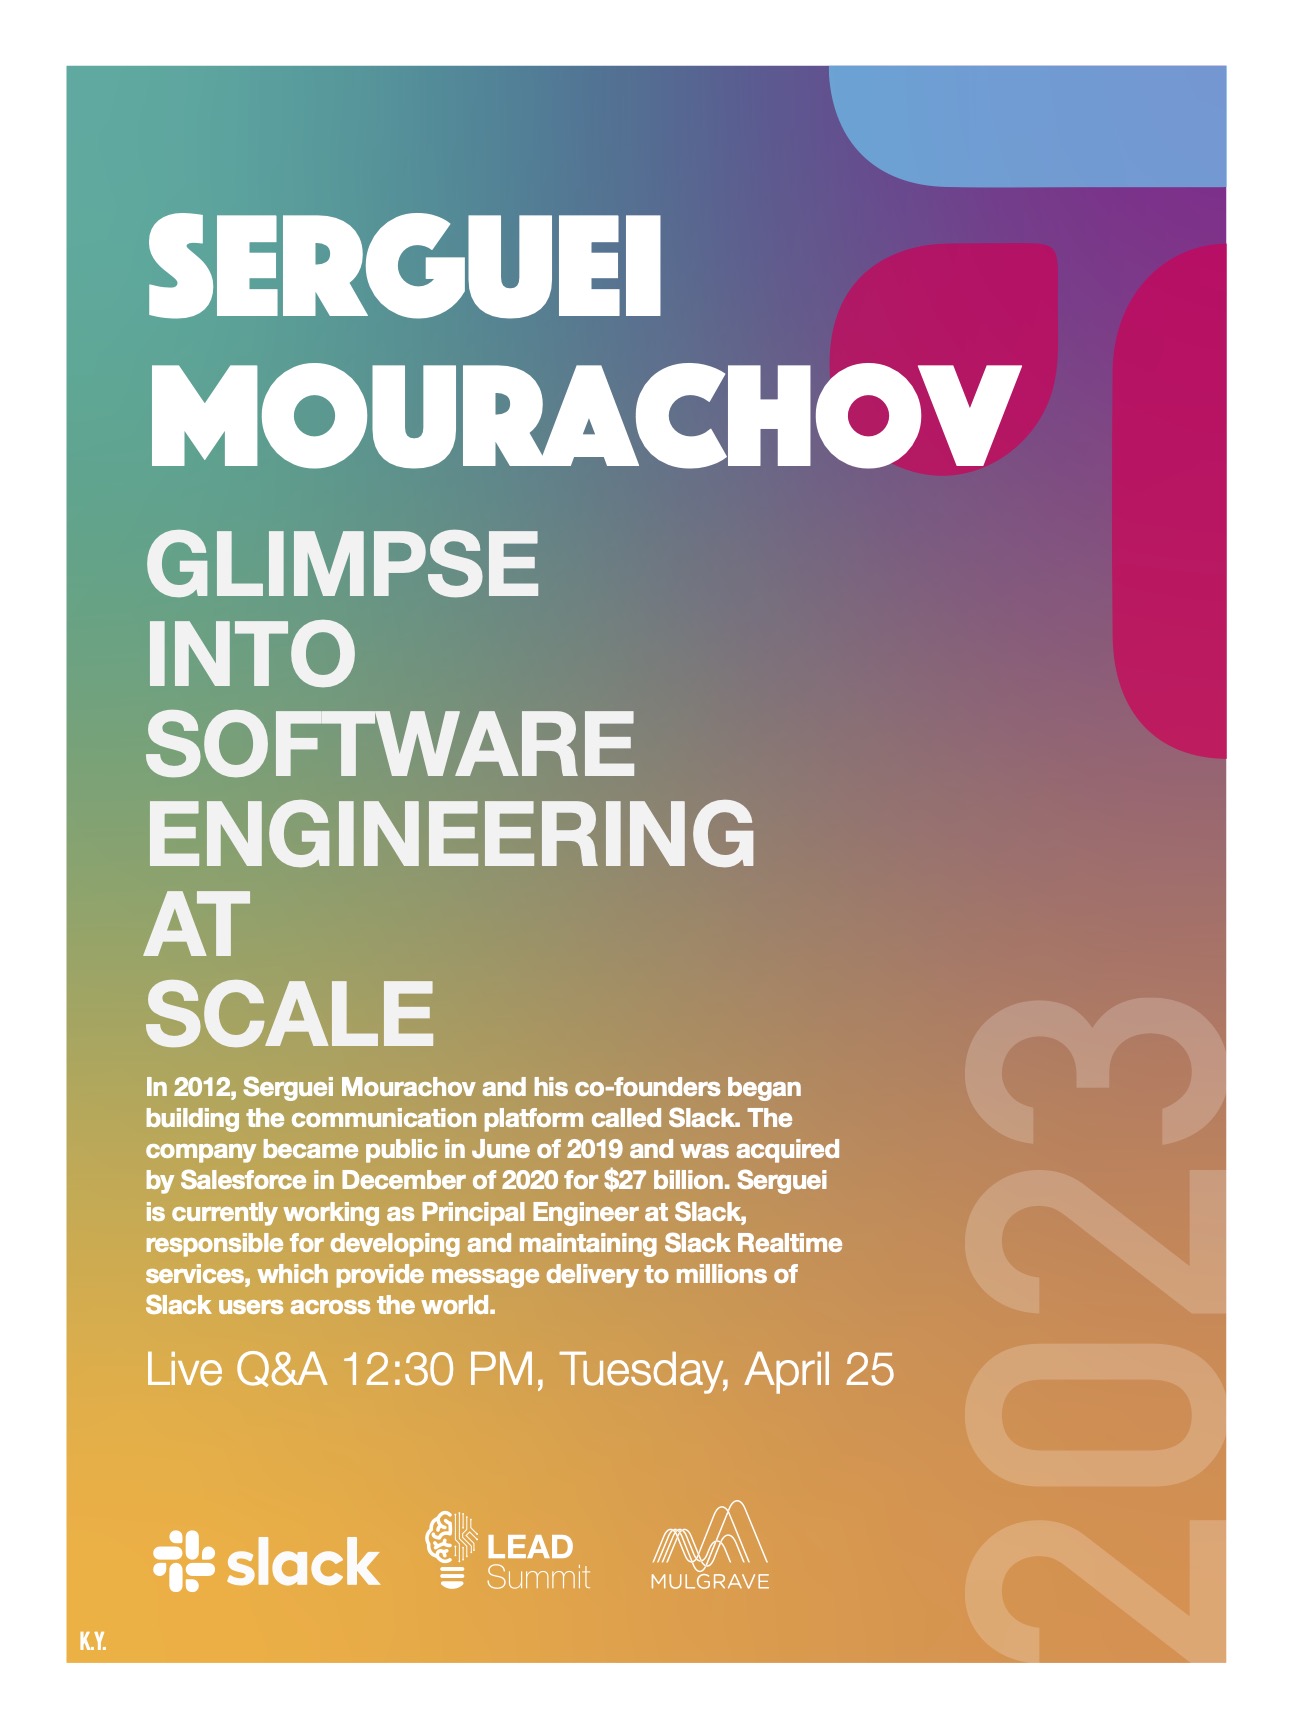 SERGUEI
MOURACHOV
GLIMPSE
INTO
SOFTWARE
ENGINEERING
AT
SCALE
In 2012, Serguei Mourachov and his co-founders began
building the communication platform called Slack. The
company became public in June of 2019 and was acquired
by Salesforce in December of 2020 for $27 billion. Serguei
is currently working as Principal Engineer at Slack,
responsible for developing and maintaining Slack Realtime
services, which provide message delivery to millions of
Slack users across the world.
Live Q&A 12:30 PM, Tuesday, April 25
2023
slack
LEAD
Summit
MULGRAVE
K.Y.